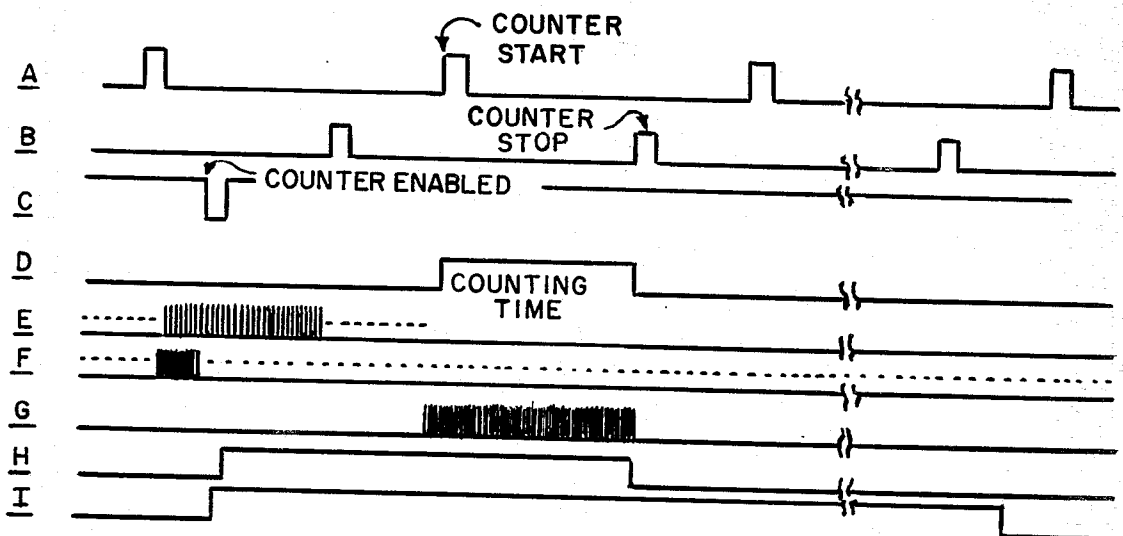 COUNTER
START
A
COUNTER
STOP
B
COUNTER ENABLED
C
D
COUNTING
TIME
E
F
G
H
I